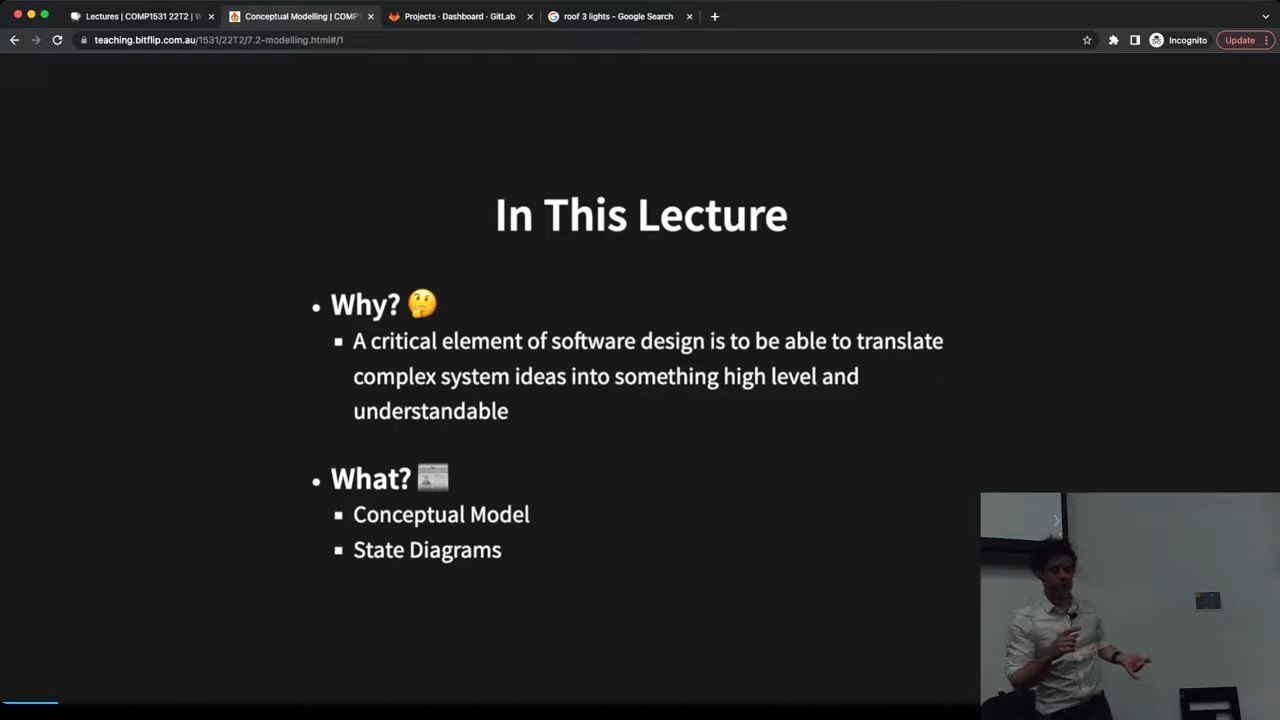 Lectures | COMP1531 22T2 | W
Conceptual Modelling | COMP1
Projects · Dashboard · GitLab
roof 3 lights - Google Search
teaching.bitflip.com.au/1531/22T2/7.2-modelling.html#/1
Incognito
Update
In This Lecture
• Why? 🤔
▪ A critical element of software design is to be able to translate
complex system ideas into something high level and
understandable
• What? 📰
▪ Conceptual Model
▪ State Diagrams